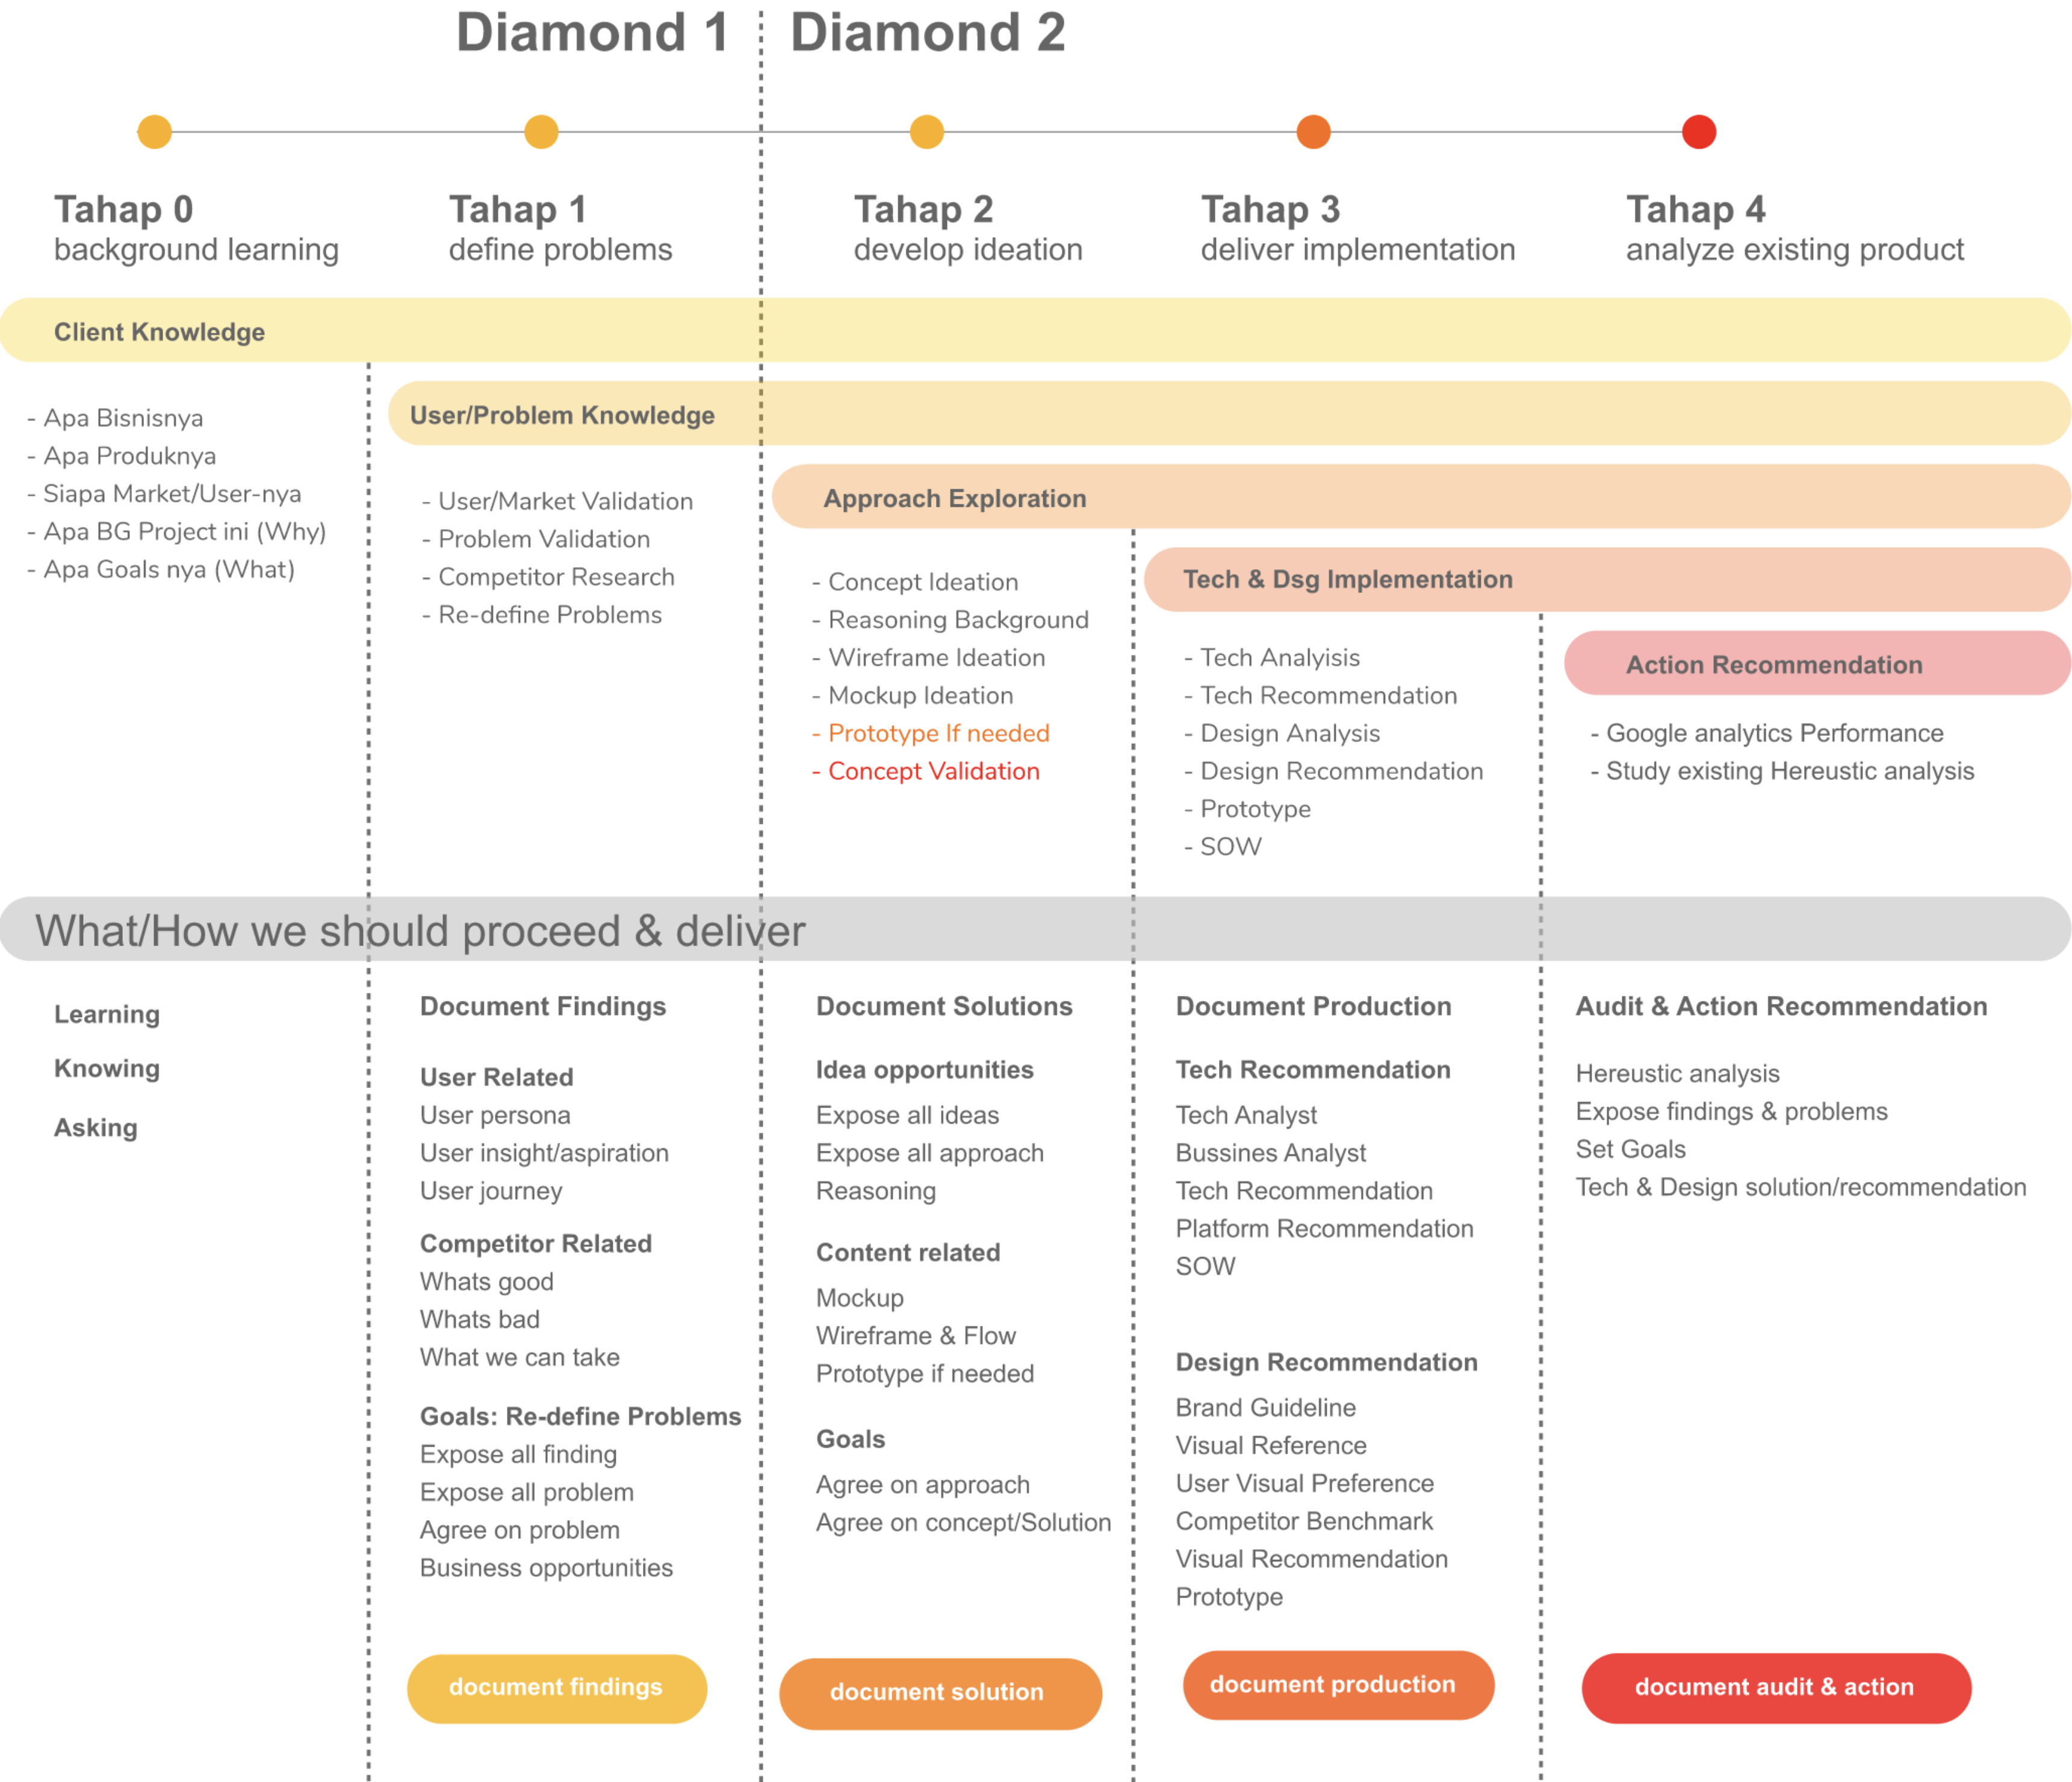 Diamond 1
Diamond 2
Tahap 0
background learning
Tahap 1
define problems
Tahap 2
develop ideation
Tahap 3
deliver implementation
Tahap 4
analyze existing product
Client Knowledge
- Apa Bisnisnya
- Apa Produknya
- Siapa Market/User-nya
- Apa BG Project ini (Why)
- Apa Goals nya (What)
User/Problem Knowledge
- User/Market Validation
- Problem Validation
- Competitor Research
- Re-define Problems
Approach Exploration
- Concept Ideation
- Reasoning Background
- Wireframe Ideation
- Mockup Ideation
- Prototype If needed
- Concept Validation
Tech & Dsg Implementation
- Tech Analyisis
- Tech Recommendation
- Design Analysis
- Design Recommendation
- Prototype
- SOW
Action Recommendation
- Google analytics Performance
- Study existing Hereustic analysis
What/How we should proceed & deliver
Learning
Knowing
Asking
Document Findings
User Related
User persona
User insight/aspiration
User journey
Competitor Related
Whats good
Whats bad
What we can take
Goals: Re-define Problems
Expose all finding
Expose all problem
Agree on problem
Business opportunities
document findings
Document Solutions
Idea opportunities
Expose all ideas
Expose all approach
Reasoning
Content related
Mockup
Wireframe & Flow
Prototype if needed
Goals
Agree on approach
Agree on concept/Solution
document solution
Document Production
Tech Recommendation
Tech Analyst
Bussines Analyst
Tech Recommendation
Platform Recommendation
SOW
Design Recommendation
Brand Guideline
Visual Reference
User Visual Preference
Competitor Benchmark
Visual Recommendation
Prototype
document production
Audit & Action Recommendation
Hereustic analysis
Expose findings & problems
Set Goals
Tech & Design solution/recommendation
document audit & action